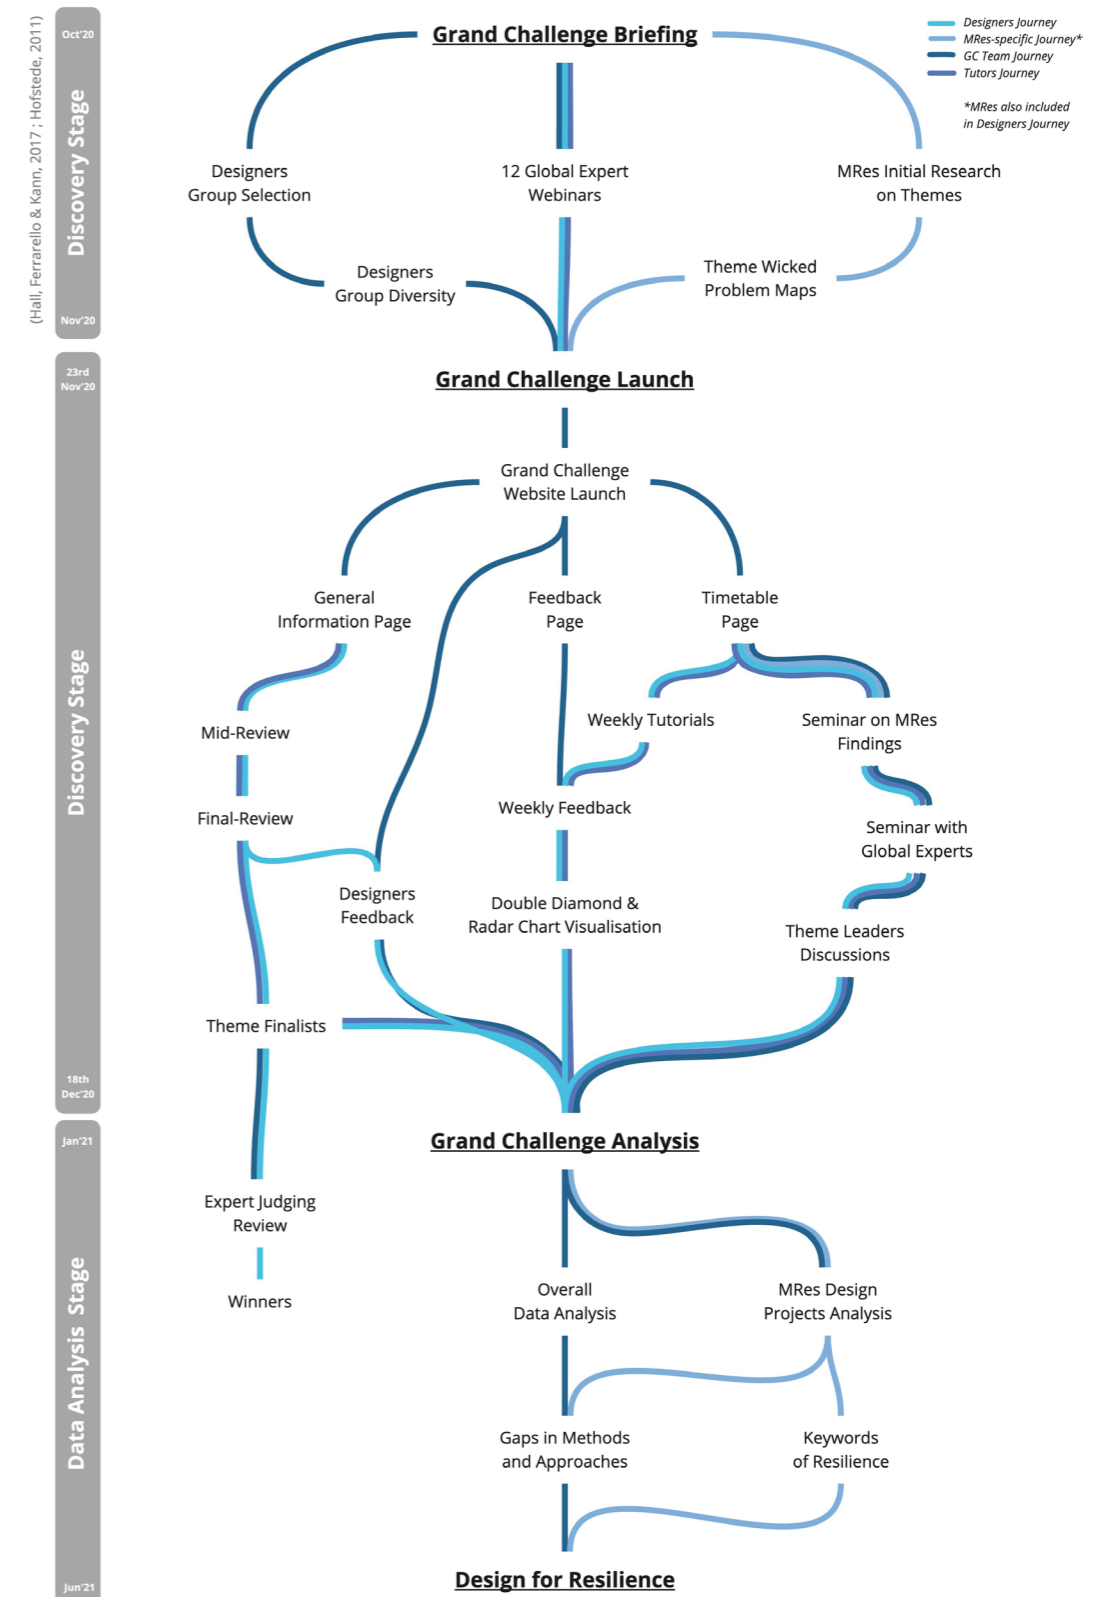 (Hall, Ferrarello & Kann, 2017 ; Hofstede, 2011)
Oct'20
Discovery Stage
Nov'20
Grand Challenge Briefing
Designers Journey
MRes-specific Journey*
GC Team Journey
Tutors Journey
*MRes also included
in Designers Journey
Designers
Group Selection
12 Global Expert
Webinars
MRes Initial Research
on Themes
Designers
Group Diversity
Theme Wicked
Problem Maps
23rd
Nov'20
Discovery Stage
18th
Dec'20
Grand Challenge Launch
Grand Challenge
Website Launch
General
Information Page
Feedback
Page
Timetable
Page
Mid-Review
Weekly Tutorials
Seminar on MRes
Findings
Final-Review
Weekly Feedback
Seminar with
Global Experts
Designers
Feedback
Double Diamond &
Radar Chart Visualisation
Theme Leaders
Discussions
Theme Finalists
Jan'21
Data Analysis Stage
Jun'21
Grand Challenge Analysis
Expert Judging
Review
Winners
Overall
Data Analysis
MRes Design
Projects Analysis
Gaps in Methods
and Approaches
Keywords
of Resilience
Design for Resilience